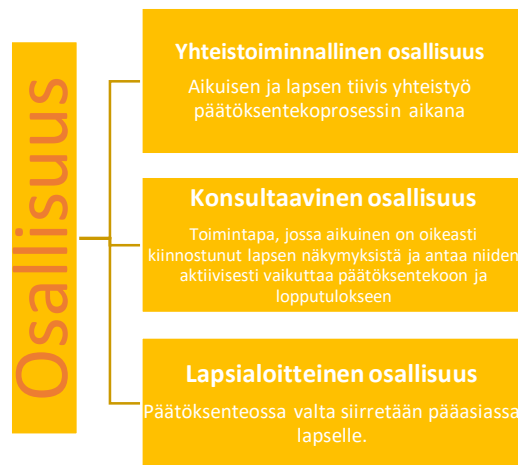 Osallisuus
Yhteistoiminnallinen osallisuus
Aikuisen ja lapsen tiivis yhteistyö
päätöksentekoprosessin aikana
Konsultaavinen osallisuus
Toimintapa, jossa aikuinen on oikeasti
kiinnostunut lapsen näkymyksistä ja antaa niiden
aktiivisesti vaikuttaa päätöksentekoon ja
lopputulokseen
Lapsialoitteinen osallisuus
Päätöksenteossa valta siirretään pääasiassa
lapselle.